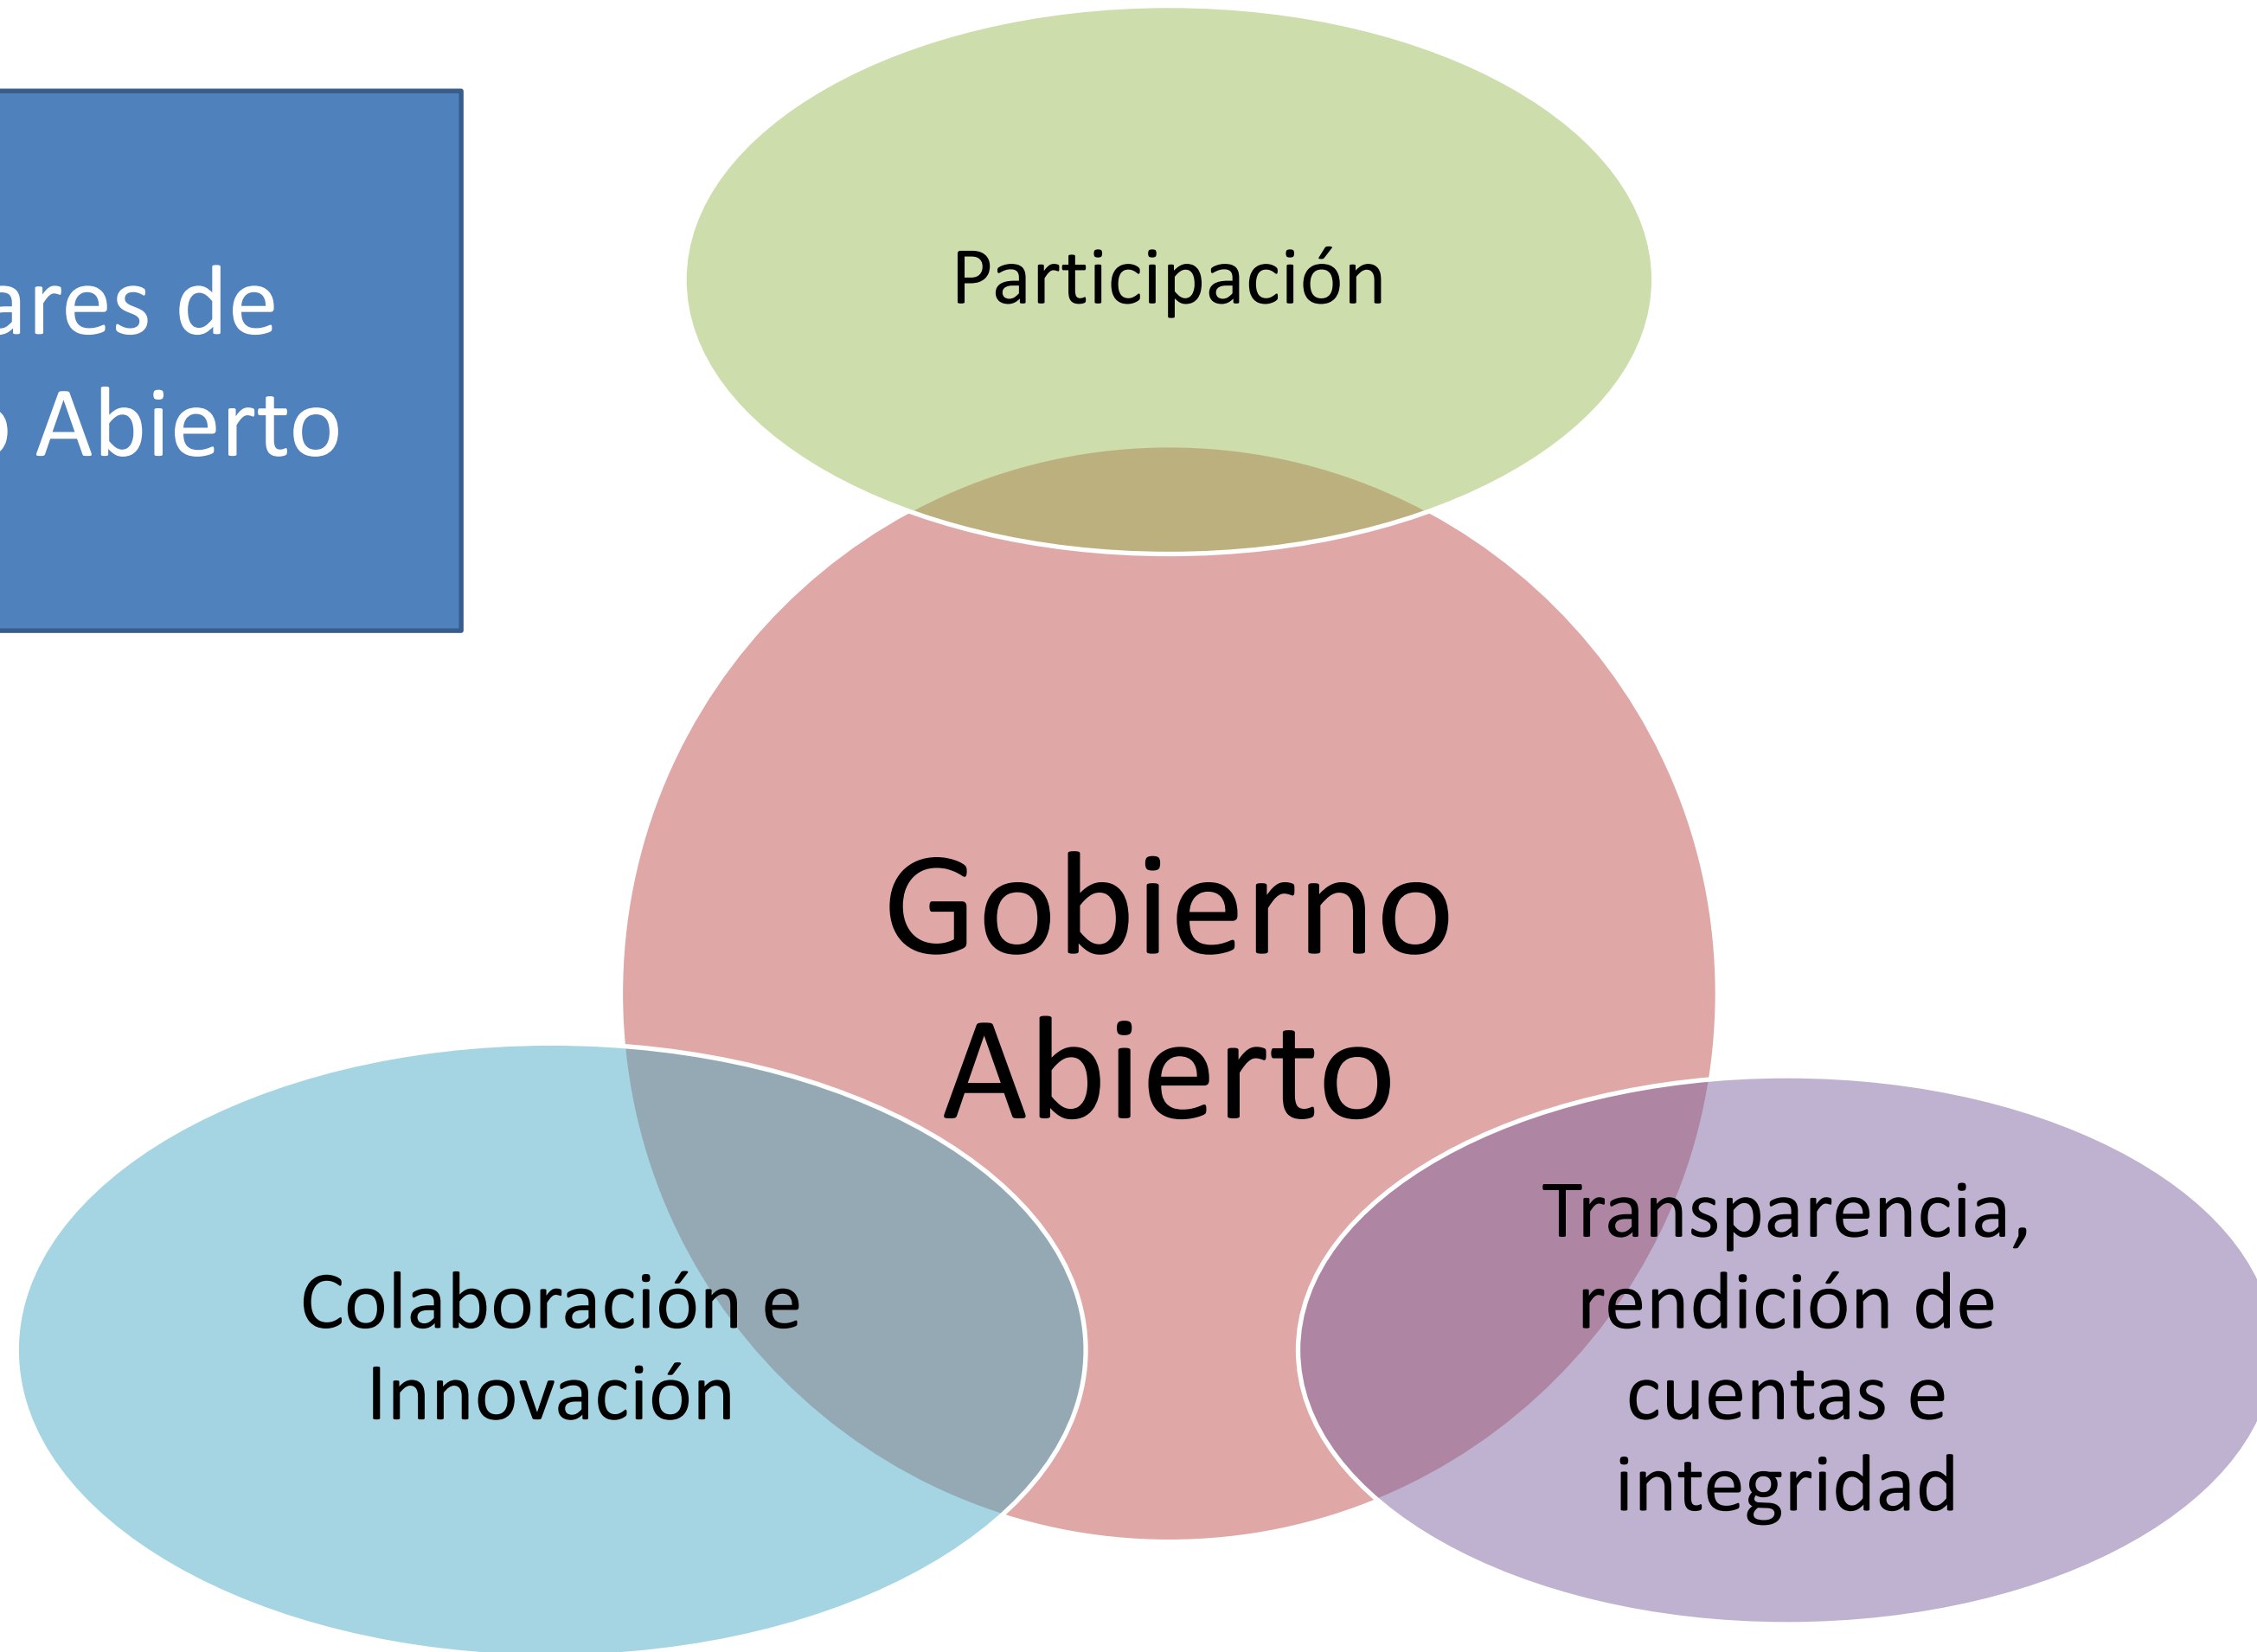 ares de
Abierto
Participación
Gobierno
Abierto
Colaboración e
Innovación
Transparencia,
rendición de
cuentas e
integridad